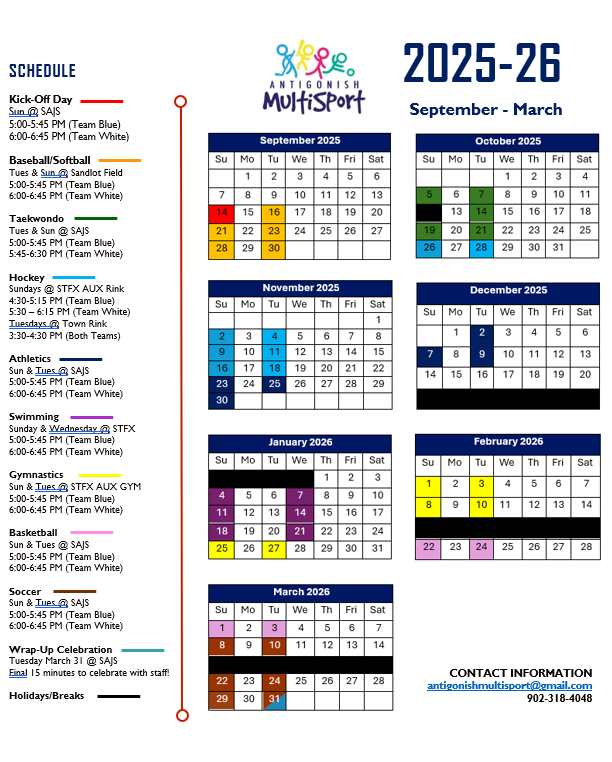 SCHEDULE
Kick-Off Day
Sun @ SAJS
5:00-5:45 PM (Team Blue)
6:00-6:45 PM (Team White)
Baseball/Softball
Tues & Sun @ Sandlot Field
5:00-5:45 PM (Team Blue)
6:00-6:45 PM (Team White)
Taekwondo
Tues & Sun @ SAJS
5:00-5:45 PM (Team Blue)
5:45-6:30 PM (Team White)
Hockey
Sundays @ STFX AUX Rink
4:30-5:15 PM (Team Blue)
5:30 – 6:15 PM (Team White)
Tuesdays @ Town Rink
3:30-4:30 PM (Both Teams)
Athletics
Sun & Tues @ SAJS
5:00-5:45 PM (Team Blue)
6:00-6:45 PM (Team White)
Swimming
Sunday & Wednesday @ STFX
5:00-5:45 PM (Team Blue)
6:00-6:45 PM (Team White)
Gymnastics
Sun & Tues @ STFX AUX GYM
5:00-5:45 PM (Team Blue)
6:00-6:45 PM (Team White)
Basketball
Sun & Tues @ SAJS
5:00-5:45 PM (Team Blue)
6:00-6:45 PM (Team White)
Soccer
Sun & Tues @ SAJS
5:00-5:45 PM (Team Blue)
6:00-6:45 PM (Team White)
Wrap-Up Celebration
Tuesday March 31 @ SAJS
Final 15 minutes to celebrate with staff!
Holidays/Breaks
ANTIGONISH
MULTISPORT
2025-26
September - March
September 2025
Su Mo Tu We Th Fri Sat
1 2 3 4 5 6
7 8 9 10 11 12 13
14 15 16 17 18 19 20
21 22 23 24 25 26 27
28 29 30
October 2025
Su Mo Tu We Th Fri Sat
1 2 3 4
5 6 7 8 9 10 11
13 14 15 16 17 18
19 20 21 22 23 24 25
26 27 28 29 30 31
November 2025
Su Mo Tu We Th Fri Sat
1
2 3 4 5 6 7 8
9 10 11 12 13 14 15
16 17 18 19 20 21 22
23 24 25 26 27 28 29
30
December 2025
Su Mo Tu We Th Fri Sat
1 2 3 4 5 6
7 8 9 10 11 12 13
14 15 16 17 18 19 20
January 2026
Su Mo Tu We Th Fri Sat
1 2 3
4 5 6 7 8 9 10
11 12 13 14 15 16 17
18 19 20 21 22 23 24
25 26 27 28 29 30 31
February 2026
Su Mo Tu We Th Fri Sat
1 2 3 4 5 6 7
8 9 10 11 12 13 14
22 23 24 25 26 27 28
March 2026
Su Mo Tu We Th Fri Sat
1 2 3 4 5 6 7
8 9 10 11 12 13 14
22 23 24 25 26 27 28
29 30 31
CONTACT INFORMATION
antigonishmultisport@gmail.com
902-318-4048